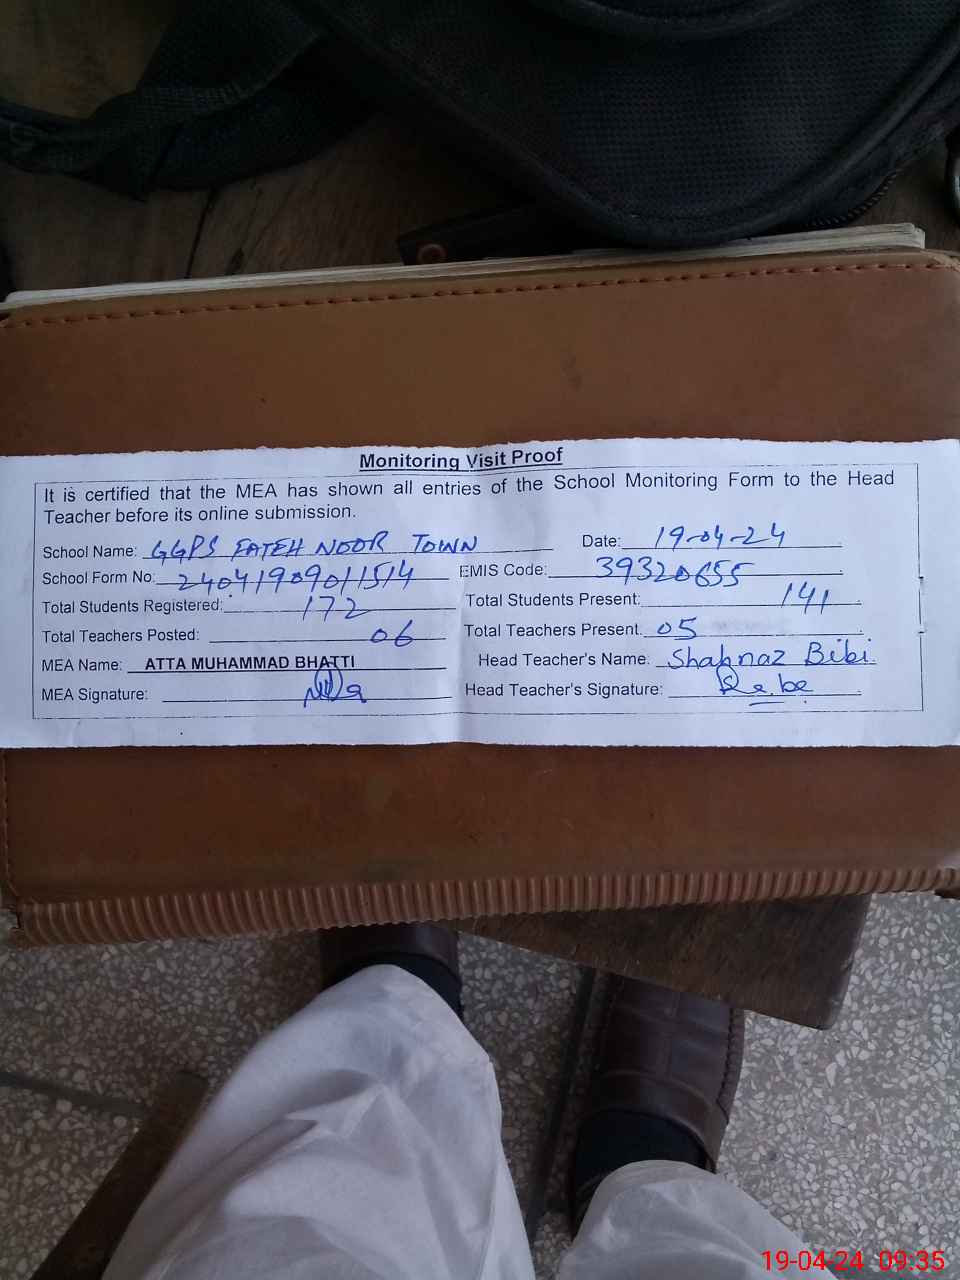 Monitoring Visit Proof
It is certified that the MEA has shown all entries of the School Monitoring Form to the Head
Teacher before its online submission.
School Name: GGPS FATEH NOOR TOWN Date: 19-04-24
School Form No: 24041909011514 EMIS Code: 39320655
Total Students Registered: 172 Total Students Present: 141
Total Teachers Posted: 06 Total Teachers Present. 05
MEA Name: ATTA MUHAMMAD BHATTI Head Teacher's Name: Shahnaz Bibi
MEA Signature: Head Teacher's Signature:
19-04-24 09:35